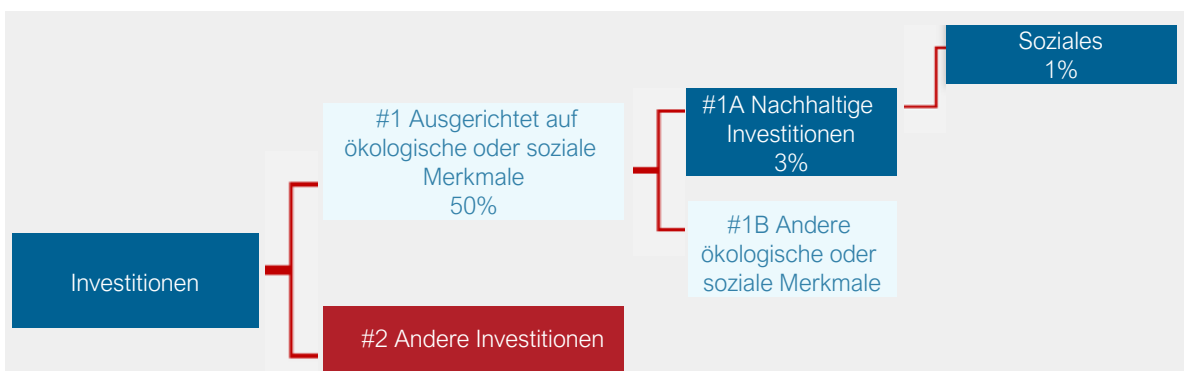 Soziales
1%
#1A Nachhaltige
Investitionen
3%
#1 Ausgerichtet auf
ökologische oder soziale
Merkmale
50%
#1B Andere
ökologische oder
soziale Merkmale
Investitionen
#2 Andere Investitionen